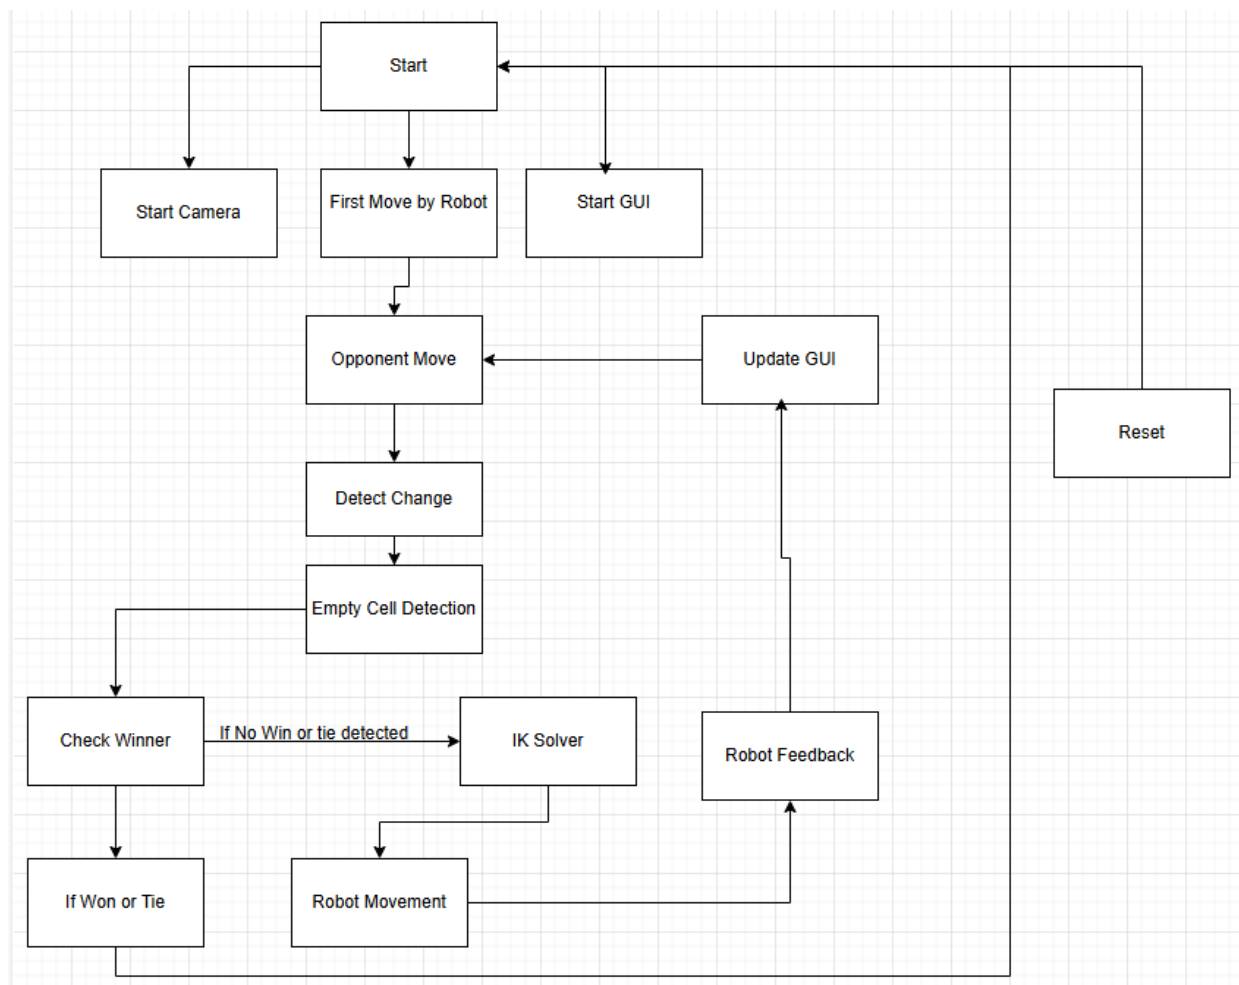 Start
Start Camera
First Move by Robot
Start GUI
Opponent Move
Update GUI
Reset
Detect Change
Empty Cell Detection
Check Winner
If No Win or tie detected
IK Solver
Robot Feedback
If Won or Tie
Robot Movement